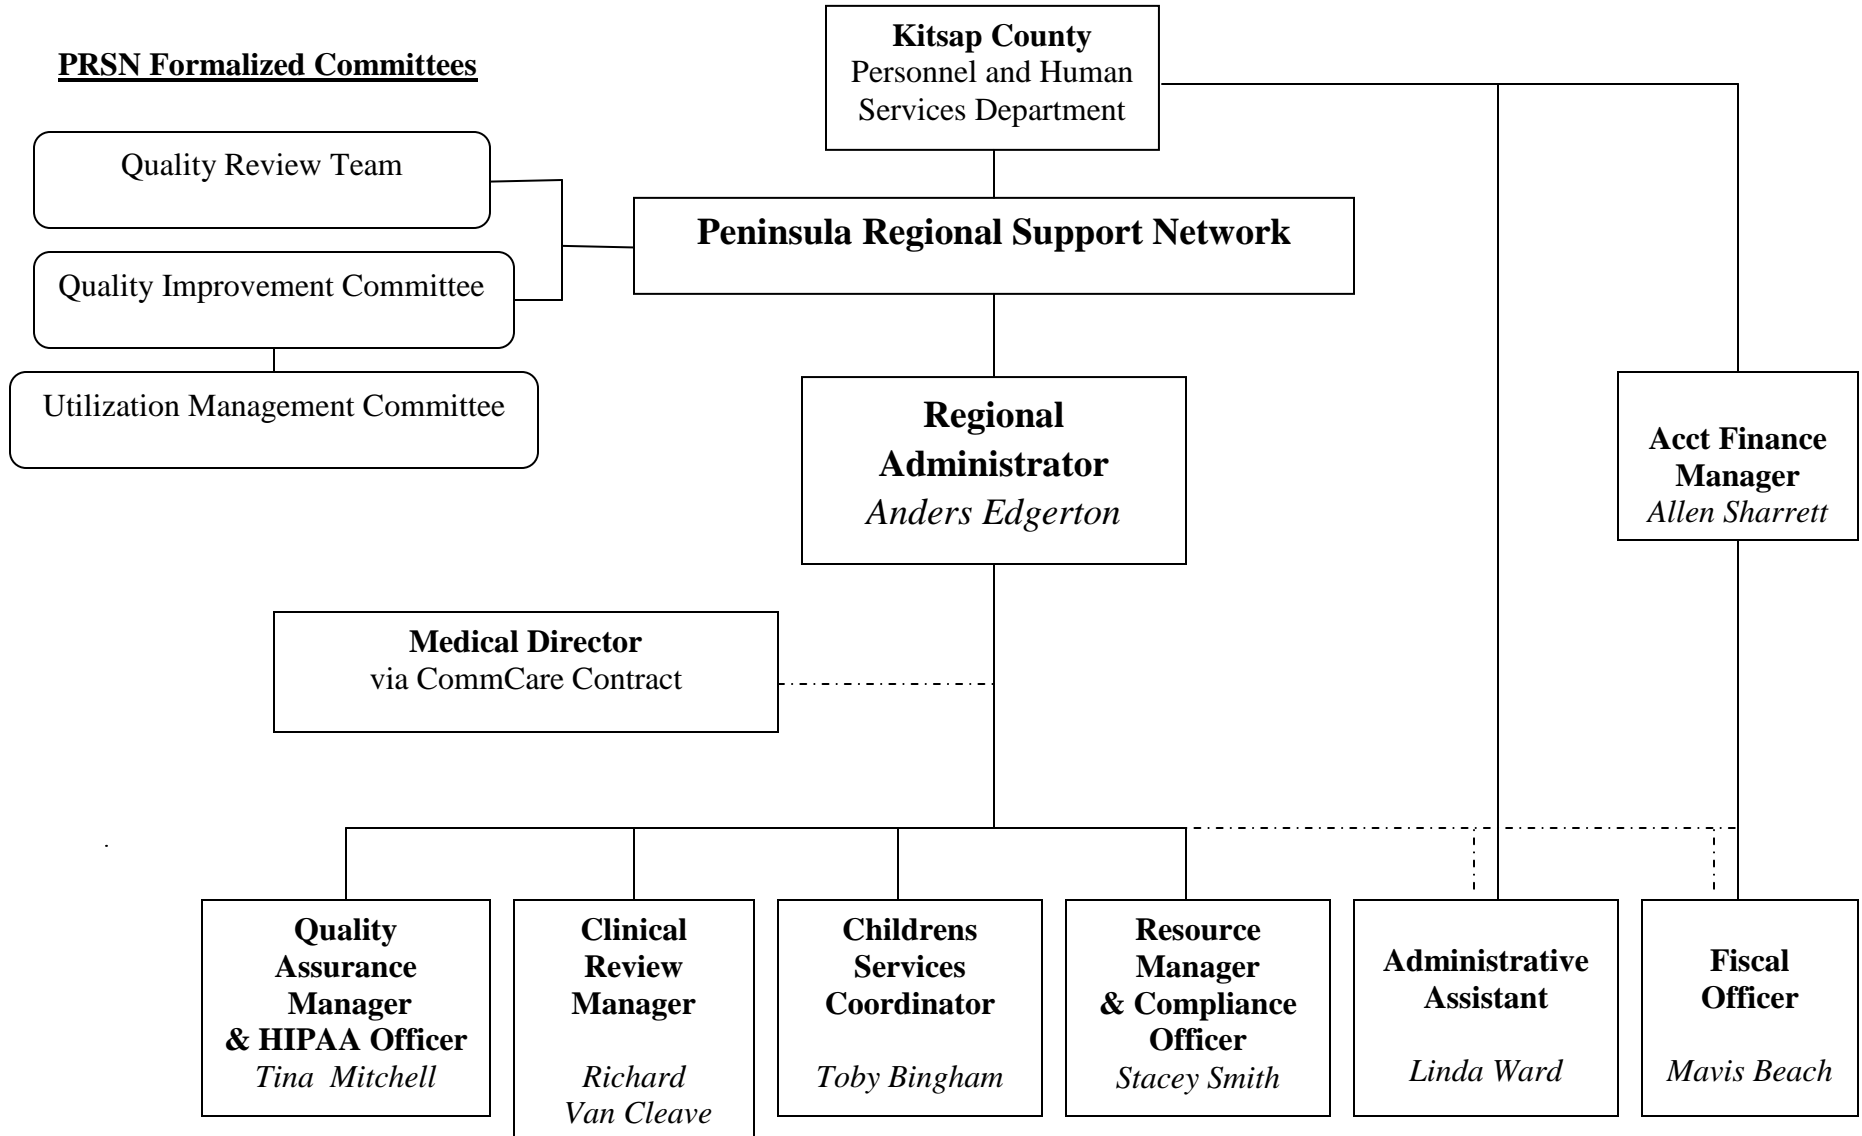 PRSN Formalized Committees
Kitsap County
Personnel and Human
Services Department
Quality Review Team
Peninsula Regional Support Network
Quality Improvement Committee
Utilization Management Committee
Regional
Administrator
Anders Edgerton
Acct Finance
Manager
Allen Sharrett
Medical Director
via CommCare Contract
.
Quality
Assurance
Manager
& HIPAA Officer
Tina Mitchell
Clinical
Review
Manager
Richard
Van Cleave
Childrens
Services
Coordinator
Toby Bingham
Resource
Manager
& Compliance
Officer
Stacey Smith
Administrative
Assistant
Linda Ward
Fiscal
Officer
Mavis Beach